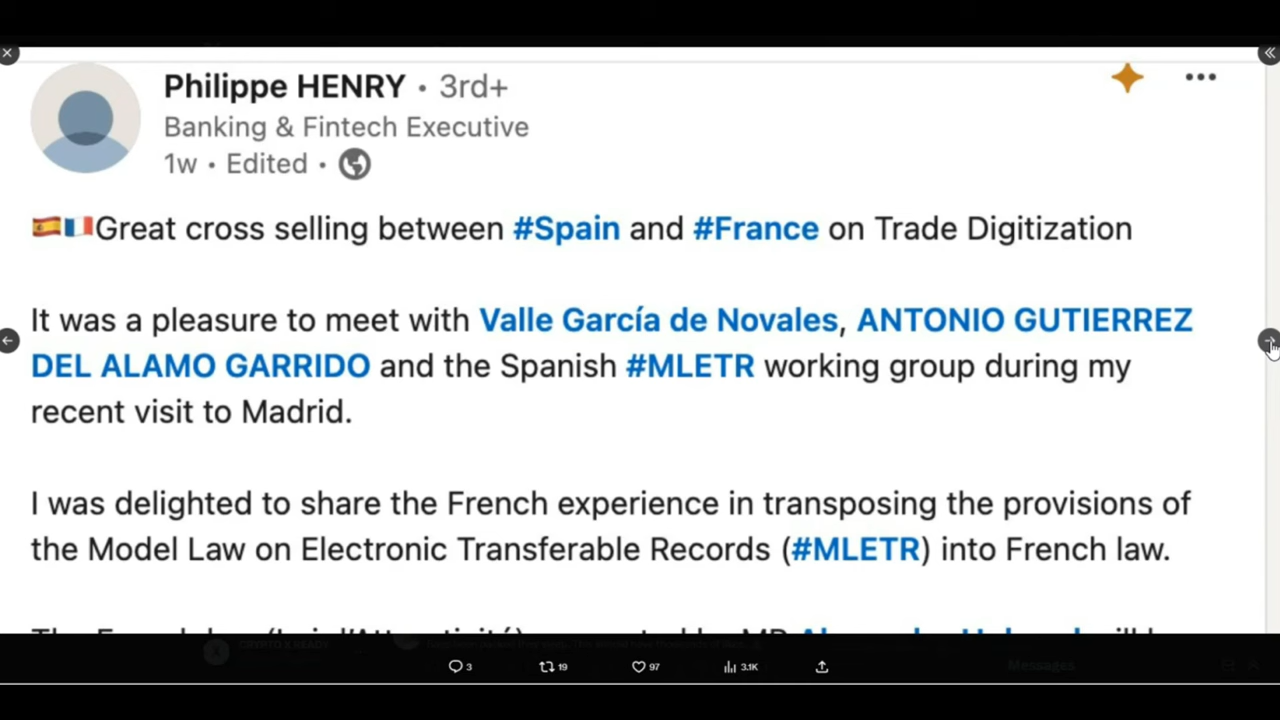 Philippe HENRY • 3rd+
Banking & Fintech Executive
1w • Edited •
🇪🇸🇫🇷Great cross selling between #Spain and #France on Trade Digitization
It was a pleasure to meet with Valle García de Novales, ANTONIO GUTIERREZ
DEL ALAMO GARRIDO and the Spanish #MLETR working group during my
recent visit to Madrid.
I was delighted to share the French experience in transposing the provisions of
the Model Law on Electronic Transferable Records (#MLETR) into French law.
3 19 97 3.1K
Messages